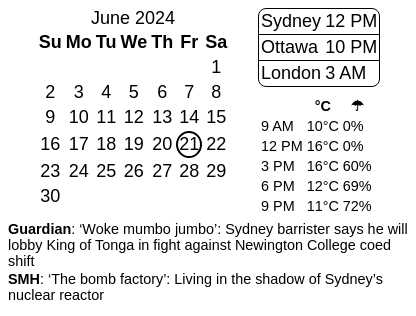 June 2024
Su Mo Tu We Th Fr Sa
1
2 3 4 5 6 7 8
9 10 11 12 13 14 15
16 17 18 19 20 21 22
23 24 25 26 27 28 29
30
Sydney 12 PM
Ottawa 10 PM
London 3 AM
°C ☂
9 AM 10°C 0%
12 PM 16°C 0%
3 PM 16°C 60%
6 PM 12°C 69%
9 PM 11°C 72%
Guardian: ‘Woke mumbo jumbo’: Sydney barrister says he will
lobby King of Tonga in fight against Newington College coed
shift
SMH: ‘The bomb factory’: Living in the shadow of Sydney’s
nuclear reactor